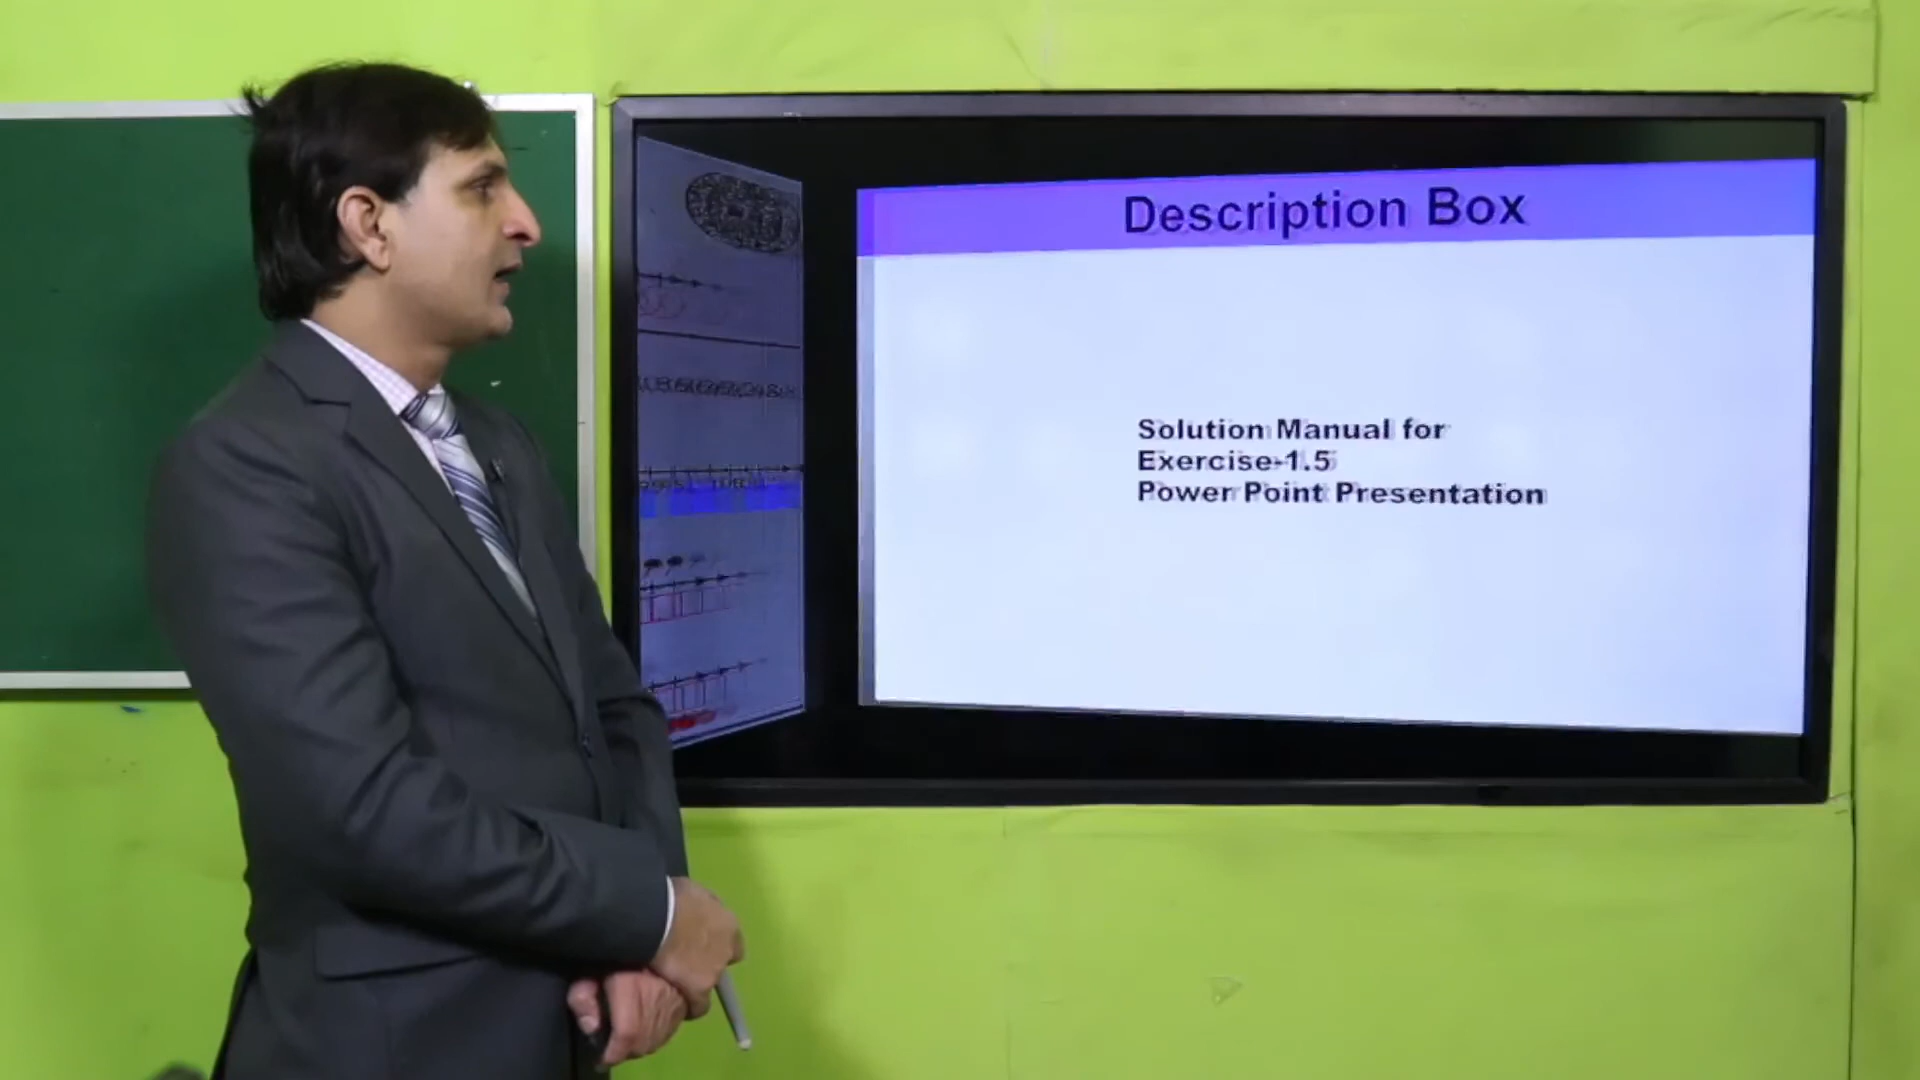 Description Box
Solution Manual for
Exercise-1.5
Power Point Presentation